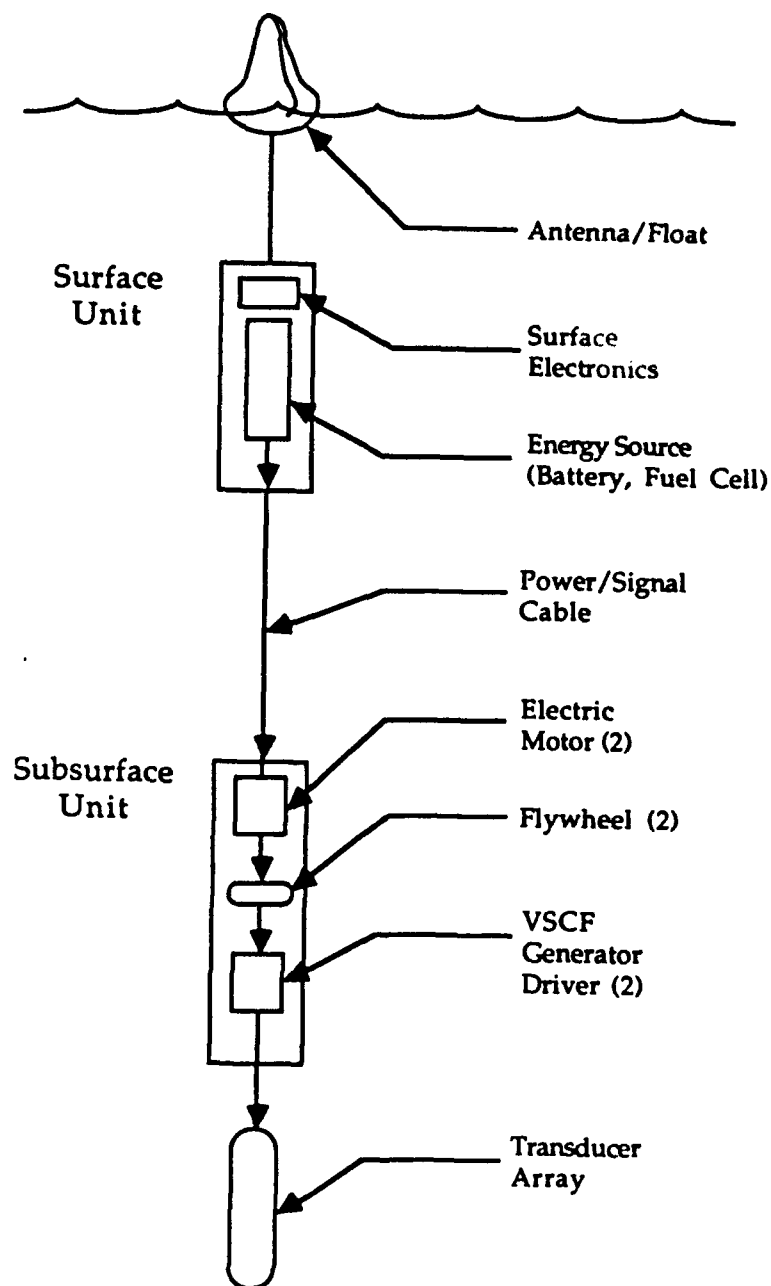 Antenna/Float
Surface
Unit
Surface
Electronics
Energy Source
(Battery, Fuel Cell)
Power/Signal
Cable
Electric
Motor (2)
Subsurface
Unit
Flywheel (2)
VSCF
Generator
Driver (2)
Transducer
Array